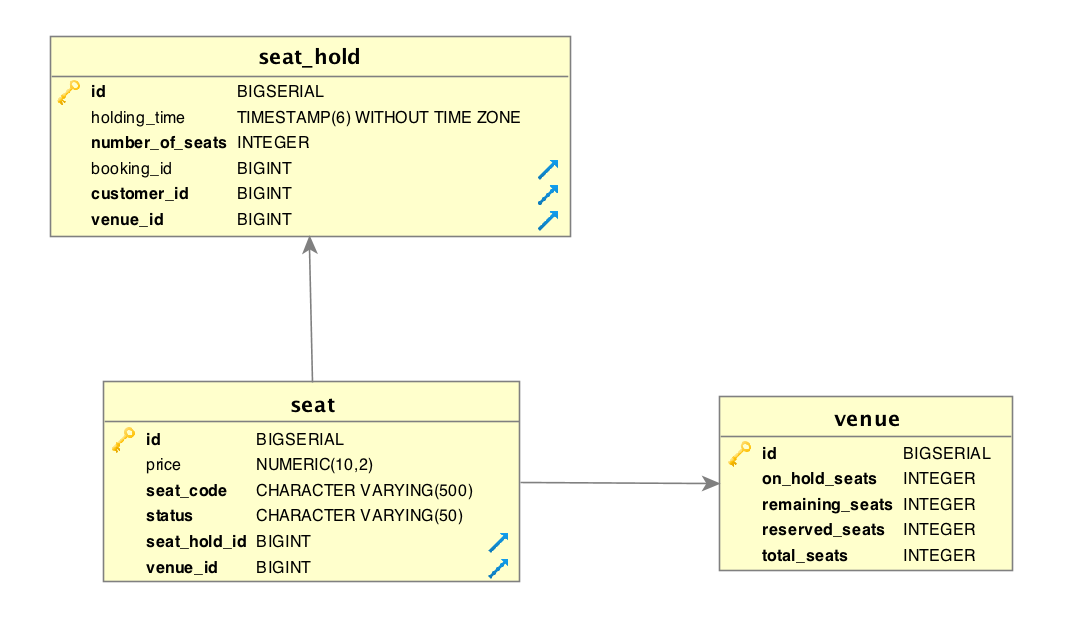 seat_hold
id BIGSERIAL
holding_time TIMESTAMP(6) WITHOUT TIME ZONE
number_of_seats INTEGER
booking_id BIGINT
customer_id BIGINT
venue_id BIGINT
seat
id BIGSERIAL
price NUMERIC(10,2)
seat_code CHARACTER VARYING(500)
status CHARACTER VARYING(50)
seat_hold_id BIGINT
venue_id BIGINT
venue
id BIGSERIAL
on_hold_seats INTEGER
remaining_seats INTEGER
reserved_seats INTEGER
total_seats INTEGER